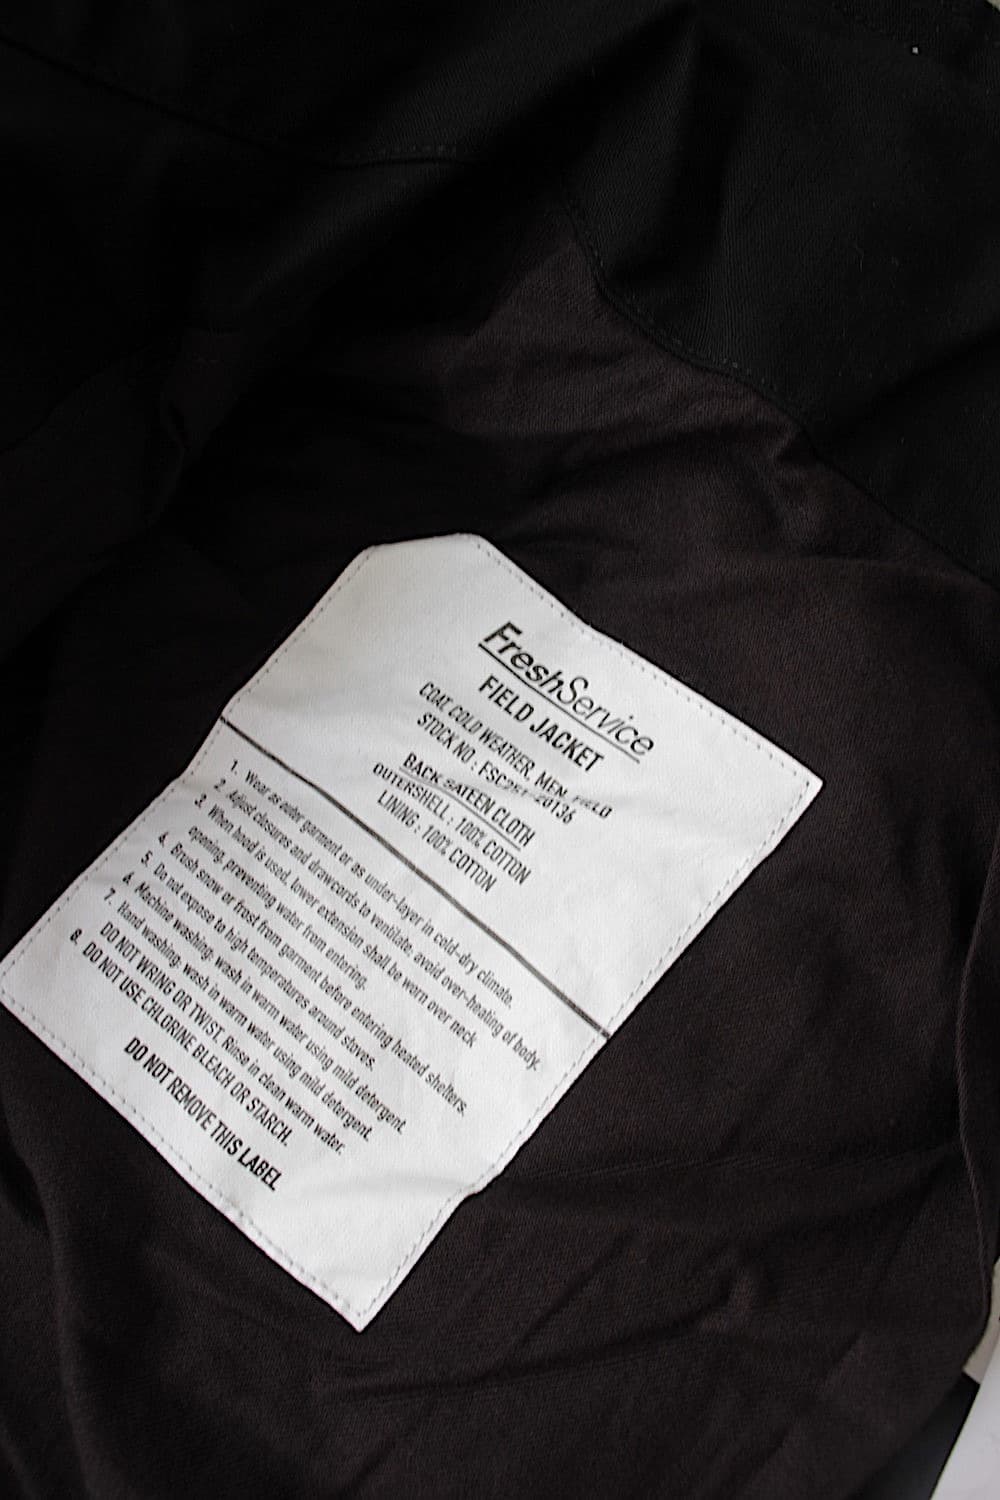 FreshService
FIELD JACKET
COAT, COLD WEATHER, MEN, FIELD
STOCK NO : FSC251-20136
BACK SATEEN CLOTH
OUTERSHELL : 100% COTTON
LINING : 100% COTTON
1. Wear as outer garment or as under-layer in cold-dry climate.
2. Adjust closures and drawcords to ventilate, avoid over-heating of body.
3. When hood is used, lower extension shall be warn over neck
opening, preventing water from entering.
4. Brush snow or frost from garment before entering heated shelters.
5. Do not expose to high temperatures around stoves.
6. Machine washing; wash in warm water using mild detergent.
7. Hand washing; wash in warm water using mild detergent.
DO NOT WRING OR TWIST. Rinse in clean warm water.
8. DO NOT USE CHLORINE BLEACH OR STARCH.
DO NOT REMOVE THIS LABEL